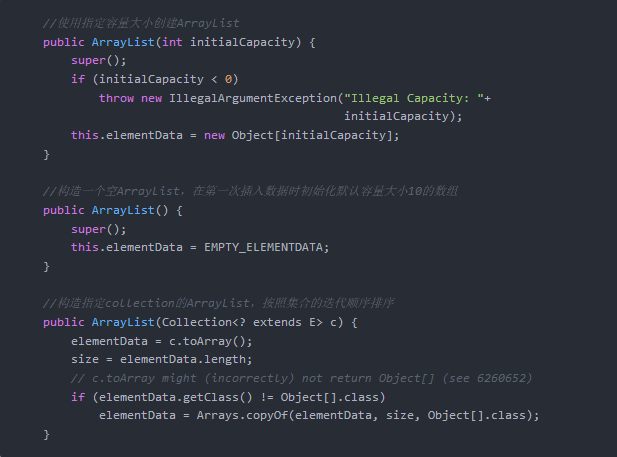 //使用指定容量大小创建ArrayList
public ArrayList(int initialCapacity) {
super();
if (initialCapacity < 0)
throw new IllegalArgumentException("Illegal Capacity: "+
initialCapacity);
this.elementData = new Object[initialCapacity];
}
//构造一个空ArrayList，在第一次插入数据时初始化默认容量大小10的数组
public ArrayList() {
super();
this.elementData = EMPTY_ELEMENTDATA;
}
//构造指定collection的ArrayList，按照集合的迭代顺序排序
public ArrayList(Collection<? extends E> c) {
elementData = c.toArray();
size = elementData.length;
// c.toArray might (incorrectly) not return Object[] (see 6260652)
if (elementData.getClass() != Object[].class)
elementData = Arrays.copyOf(elementData, size, Object[].class);
}